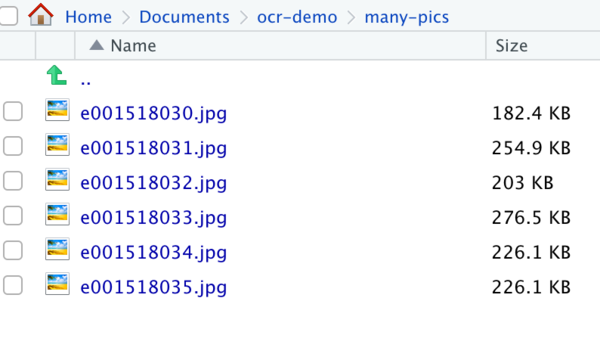 Home > Documents > ocr-demo > many-pics
Name Size
..
e001518030.jpg 182.4 KB
e001518031.jpg 254.9 KB
e001518032.jpg 203 KB
e001518033.jpg 276.5 KB
e001518034.jpg 226.1 KB
e001518035.jpg 226.1 KB